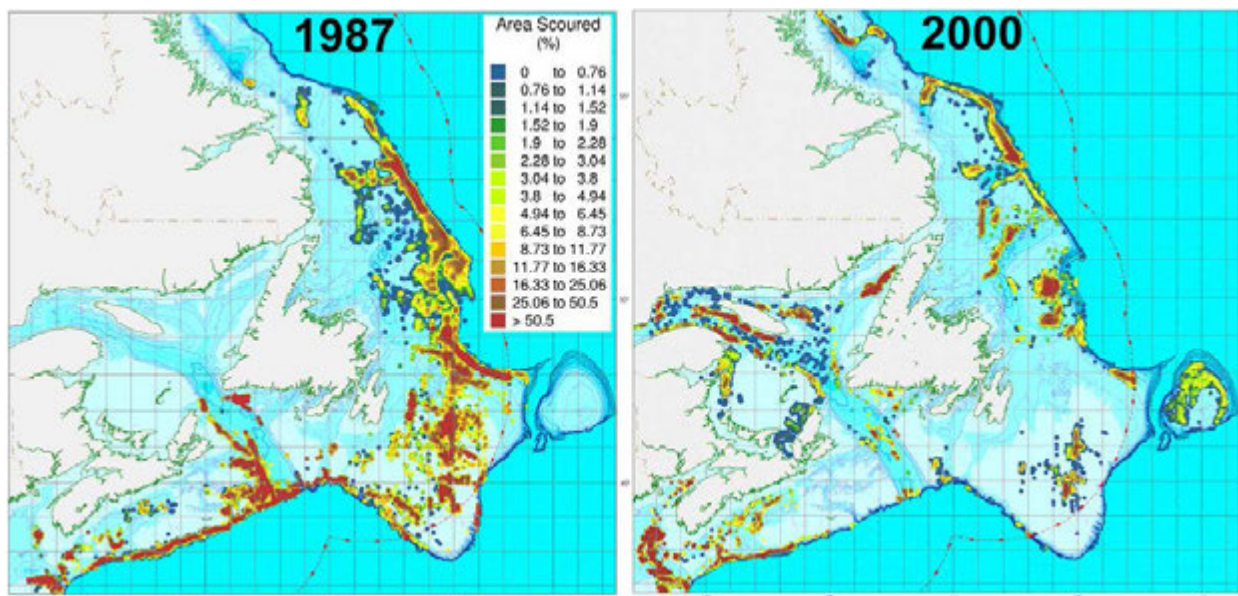 1987
Area Scoured
(%)
0 to 0.76
0.76 to 1.14
1.14 to 1.52
1.52 to 1.9
1.9 to 2.28
2.28 to 3.04
3.04 to 3.8
3.8 to 4.94
4.94 to 6.45
6.45 to 8.73
8.73 to 11.77
11.77 to 16.33
16.33 to 25.06
25.06 to 50.5
> 50.5
2000